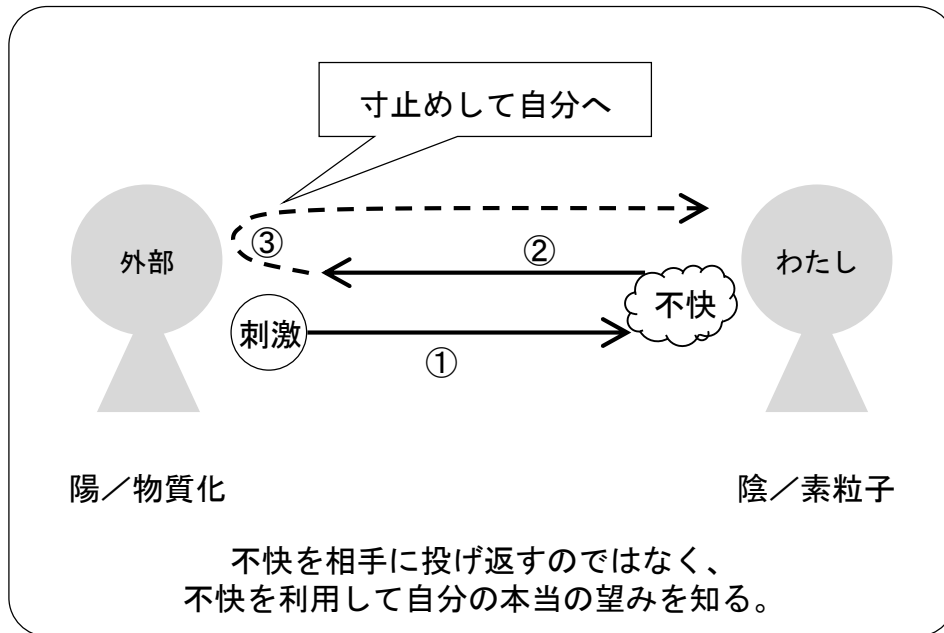 寸止めして自分へ
外部
③
②
わたし
不快
刺激
①
陽／物質化
陰／素粒子
不快を相手に投げ返すのではなく、
不快を利用して自分の本当の望みを知る。